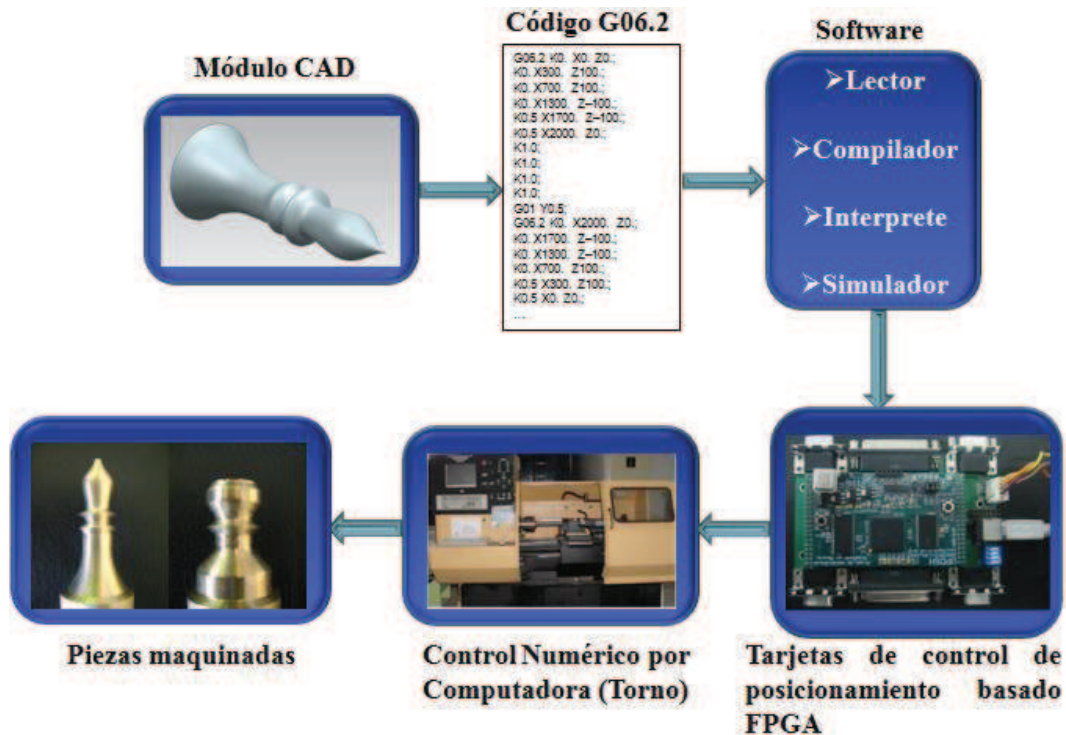 Módulo CAD
Código G06.2
G06.2 K0. X0. Z0.;
K0. X300. Z100.;
K0. X700. Z100.;
K0. X1300. Z–100.;
K0.5 X1700. Z–100.;
K0.5 X2000. Z0.;
K1.0;
K1.0;
K1.0;
K1.0;
G01 Y0.5;
G06.2 K0. X2000. Z0.;
K0. X1700. Z–100.;
K0. X1300. Z–100.;
K0. X700. Z100.;
K0.5 X300. Z100.;
K0.5 X0. Z0.;
....
Software
➢Lector
➢Compilador
➢Interprete
➢Simulador
Piezas maquinadas
Control Numérico por
Computadora (Torno)
Tarjetas de control de
posicionamiento basado
FPGA